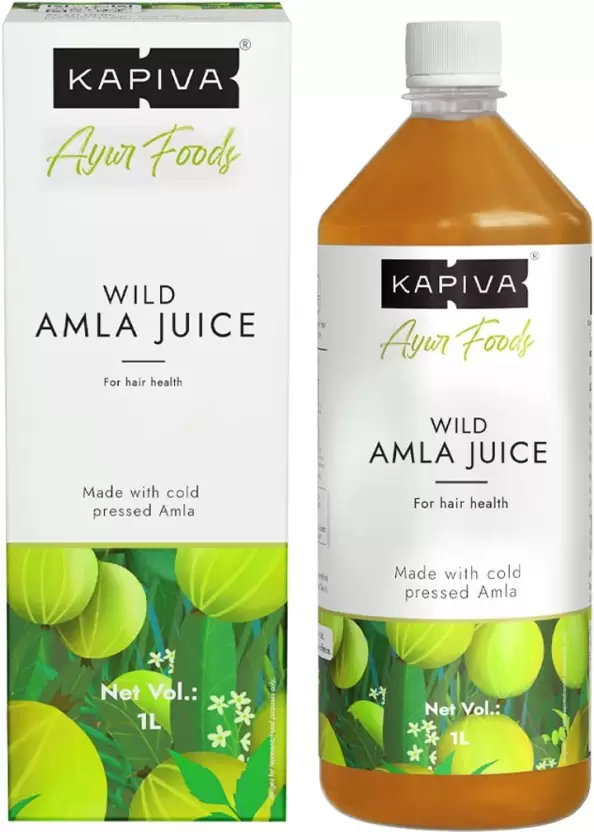 KAPIVA
®
Ayur Foods
WILD
AMLA JUICE
For hair health
Made with cold
pressed Amla
Net Vol.:
1L
KAPIVA
®
Ayur Foods
WILD
AMLA JUICE
For hair health
Made with cold
pressed Amla
Net Vol.:
1L